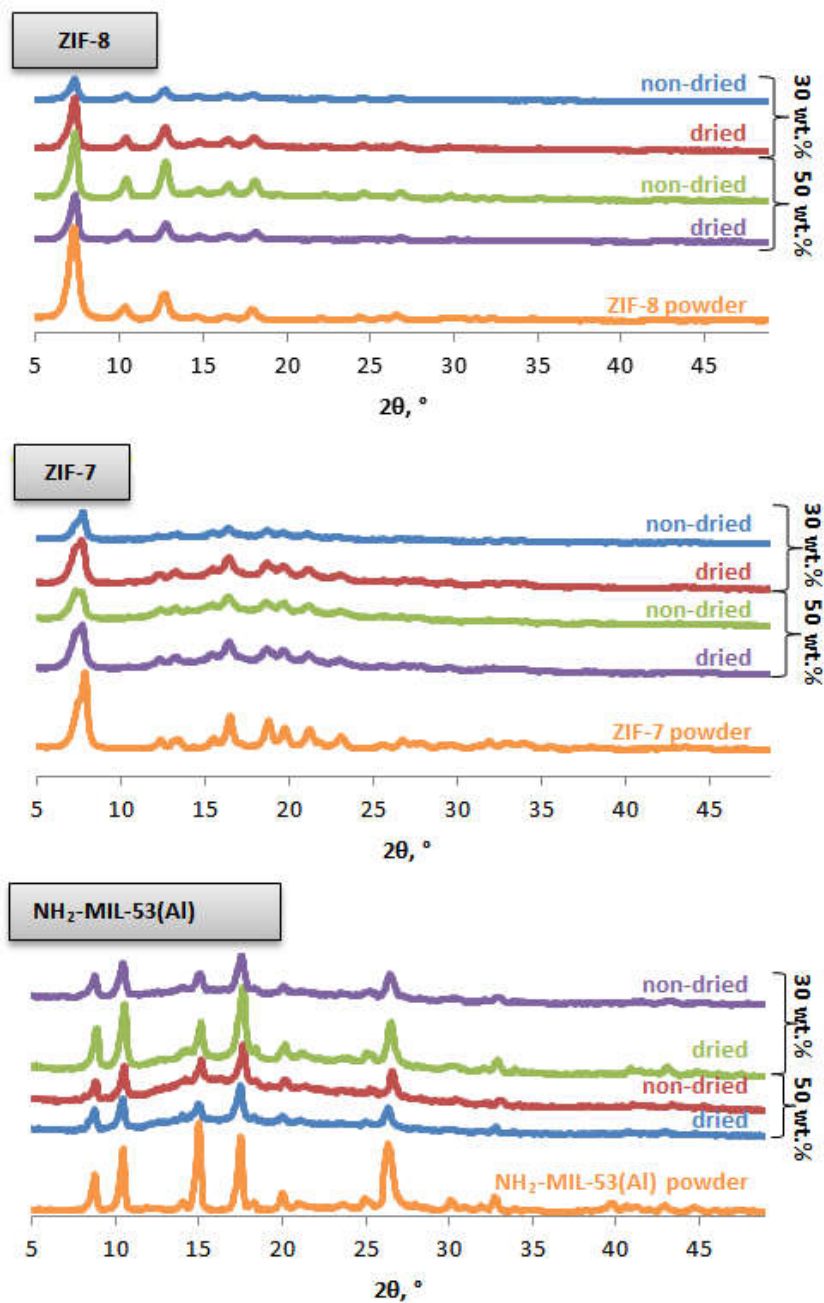 ZIF-8
non-dried
dried
30 wt.%
non-dried
dried
50 wt.%
ZIF-8 powder
5 10 15 20 25 30 35 40 45
2θ, °
ZIF-7
non-dried
dried
30 wt.%
non-dried
dried
50 wt.%
ZIF-7 powder
5 10 15 20 25 30 35 40 45
2θ, °
NH₂-MIL-53(Al)
non-dried
dried
30 wt.%
non-dried
dried
50 wt.%
NH₂-MIL-53(Al) powder
5 10 15 20 25 30 35 40 45
2θ, °